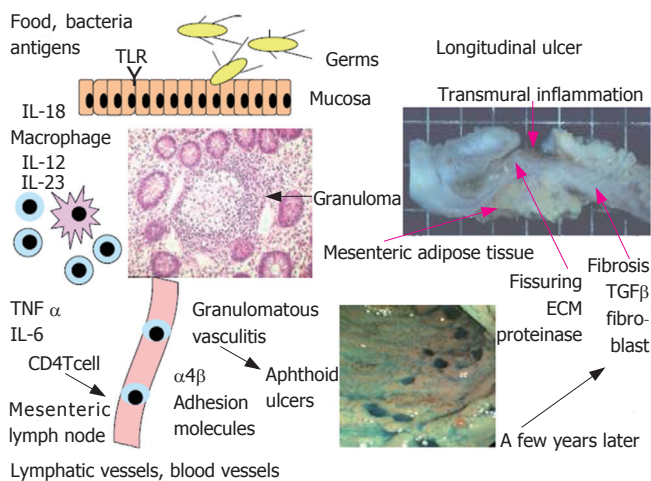 Food, bacteria
antigens
TLR
Germs
Mucosa
IL-18
Macrophage
IL-12
IL-23
Granuloma
Longitudinal ulcer
Transmural inflammation
Mesenteric adipose tissue
Fissuring
ECM
proteinase
Fibrosis
TGFβ
fibro-
blast
TNF α
IL-6
CD4Tcell
Mesenteric
lymph node
Granulomatous
vasculitis
α4β
Adhesion
molecules
Aphthoid
ulcers
A few years later
Lymphatic vessels, blood vessels